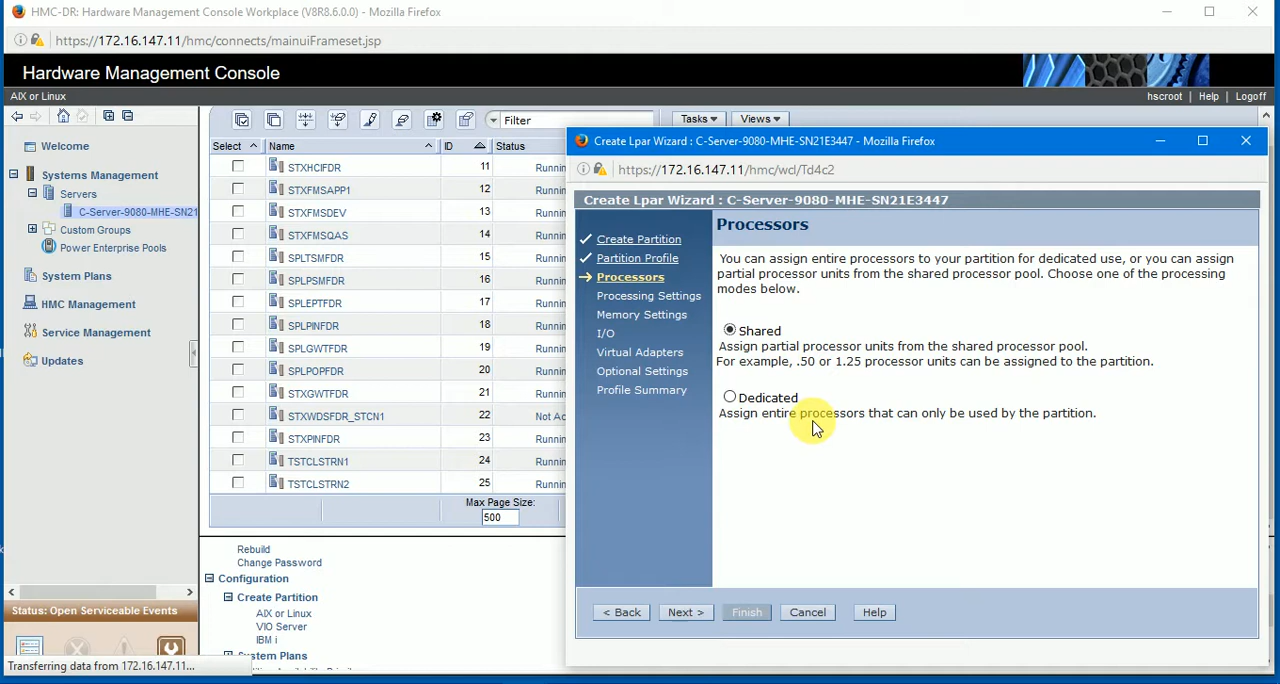 HMC-DR: Hardware Management Console Workplace (V8R8.6.0.0) - Mozilla Firefox
https://172.16.147.11/hmc/connects/mainuiFrameset.jsp
Hardware Management Console
AIX or Linux
hscroot | Help | Logoff
Welcome
Systems Management
Servers
C-Server-9080-MHE-SN21
Custom Groups
Power Enterprise Pools
System Plans
HMC Management
Service Management
Updates
Status: Open Serviceable Events
Transferring data from 172.16.147.11...
Filter
Tasks
Views
Select Name ID Status
STXHCIFDR 11 Runnin
STXFMSAPP1 12 Runnin
STXFMSDEV 13 Runnin
STXFMSQAS 14 Runnin
SPLTSMFDR 15 Runnin
SPLPSMFDR 16 Runnin
SPLEPTFDR 17 Runnin
SPLPINFDR 18 Runnin
SPLGWTFDR 19 Runnin
SPLPOPFDR 20 Runnin
STXGWTFDR 21 Runnin
STXWDSFDR_STCN1 22 Not Ac
STXPINFDR 23 Runnin
TSTCLSTRN1 24 Runnin
TSTCLSTRN2 25 Runnin
Max Page Size:
500
Rebuild
Change Password
Configuration
Create Partition
AIX or Linux
VIO Server
IBM i
System Plans
Create Lpar Wizard : C-Server-9080-MHE-SN21E3447 - Mozilla Firefox
https://172.16.147.11/hmc/wcl/Td4c2
Create Lpar Wizard : C-Server-9080-MHE-SN21E3447
Create Partition
Partition Profile
Processors
Processing Settings
Memory Settings
I/O
Virtual Adapters
Optional Settings
Profile Summary
Processors
You can assign entire processors to your partition for dedicated use, or you can assign
partial processor units from the shared processor pool. Choose one of the processing
modes below.
Shared
Assign partial processor units from the shared processor pool.
For example, .50 or 1.25 processor units can be assigned to the partition.
Dedicated
Assign entire processors that can only be used by the partition.
< Back Next > Finish Cancel Help